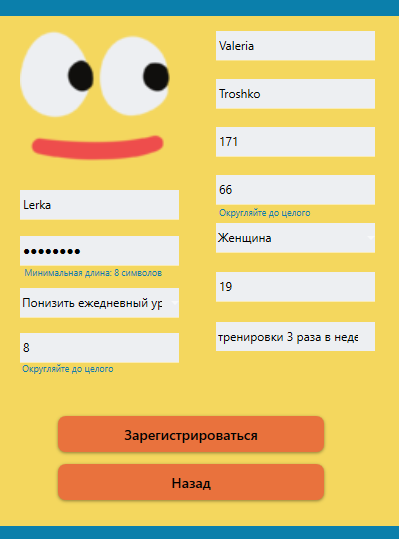 Valeria
Troshko
171
66
Округляйте до целого
Женщина
19
тренировки 3 раза в неде
Lerka
●●●●●●●●
Минимальная длина: 8 символов
Понизить ежедневный ур
8
Округляйте до целого
Зарегистрироваться
Назад